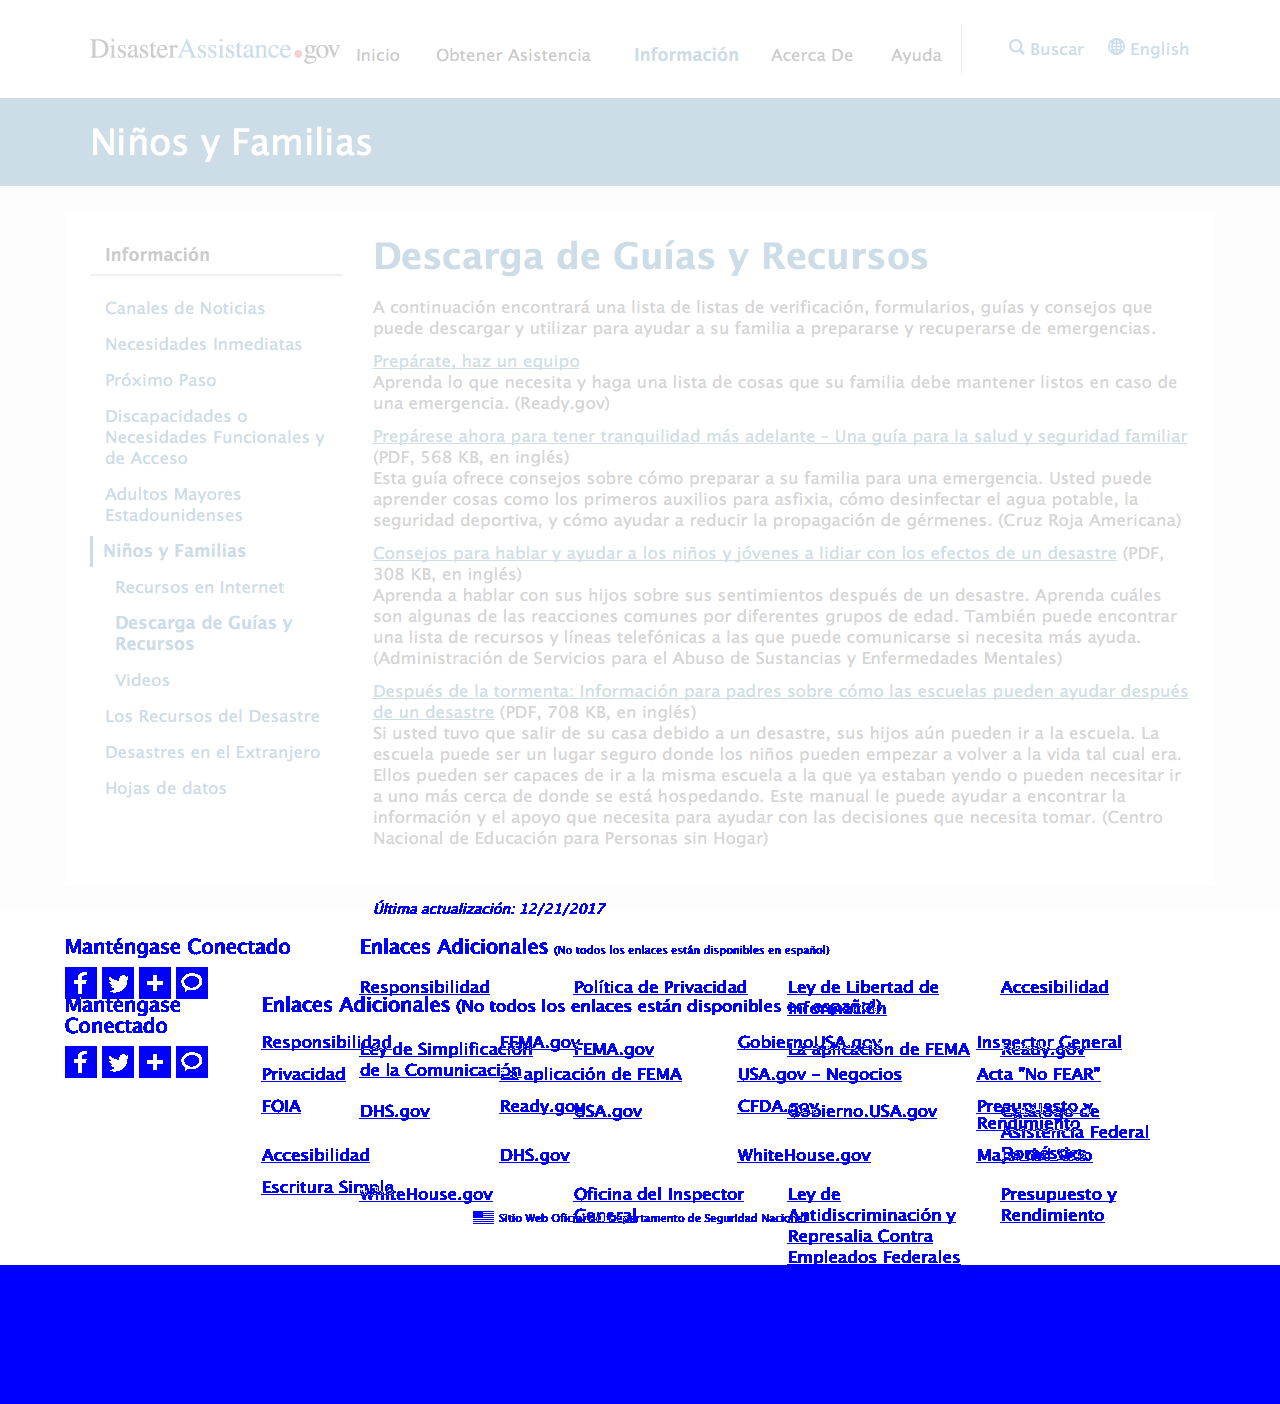 DisasterAssistance.gov
Inicio Obtener Asistencia Información Acerca De Ayuda Buscar English
Niños y Familias
Información
Canales de Noticias
Necesidades Inmediatas
Próximo Paso
Discapacidades o
Necesidades Funcionales y
de Acceso
Adultos Mayores
Estadounidenses
Niños y Familias
Recursos en Internet
Descarga de Guías y
Recursos
Videos
Los Recursos del Desastre
Desastres en el Extranjero
Hojas de datos
Descarga de Guías y Recursos
A continuación encontrará una lista de listas de verificación, formularios, guías y consejos que
puede descargar y utilizar para ayudar a su familia a prepararse y recuperarse de emergencias.
Prepárate, haz un equipo
Aprenda lo que necesita y haga una lista de cosas que su familia debe mantener listos en caso de
una emergencia. (Ready.gov)
Prepárese ahora para tener tranquilidad más adelante – Una guía para la salud y seguridad familiar
(PDF, 568 KB, en inglés)
Esta guía ofrece consejos sobre cómo preparar a su familia para una emergencia. Usted puede
aprender cosas como los primeros auxilios para asfixia, cómo desinfectar el agua potable, la
seguridad deportiva, y cómo ayudar a reducir la propagación de gérmenes. (Cruz Roja Americana)
Consejos para hablar y ayudar a los niños y jóvenes a lidiar con los efectos de un desastre (PDF,
308 KB, en inglés)
Aprenda a hablar con sus hijos sobre sus sentimientos después de un desastre. Aprenda cuáles
son algunas de las reacciones comunes por diferentes grupos de edad. También puede encontrar
una lista de recursos y líneas telefónicas a las que puede comunicarse si necesita más ayuda.
(Administración de Servicios para el Abuso de Sustancias y Enfermedades Mentales)
Después de la tormenta: Información para padres sobre cómo las escuelas pueden ayudar después
de un desastre (PDF, 708 KB, en inglés)
Si usted tuvo que salir de su casa debido a un desastre, sus hijos aún pueden ir a la escuela. La
escuela puede ser un lugar seguro donde los niños pueden empezar a volver a la vida tal cual era.
Ellos pueden ser capaces de ir a la misma escuela a la que ya estaban yendo o pueden necesitar ir
a uno más cerca de donde se está hospedando. Este manual le puede ayudar a encontrar la
información y el apoyo que necesita para ayudar con las decisiones que necesita tomar. (Centro
Nacional de Educación para Personas sin Hogar)
Última actualización: 12/21/2017
Manténgase Conectado
Enlaces Adicionales (No todos los enlaces están disponibles en español)
Responsibilidad Política de Privacidad Ley de Libertad de Accesibilidad
Información
Manténgase
Conectado
Enlaces Adicionales (No todos los enlaces están disponibles en español)
Responsibilidad FEMA.gov GobiernoUSA.gov Inspector General
Ley de Simplificación FEMA.gov La aplicación de FEMA Ready.gov
de la Comunicación
Privacidad La aplicación de FEMA USA.gov – Negocios Acta "No FEAR"
FOIA Ready.gov CFDA.gov Presupuesto y
Rendimiento
DHS.gov USA.gov Gobierno.USA.gov Catálogo de
Asistencia Federal
Doméstica
Accesibilidad DHS.gov WhiteHouse.gov Mapa del Sitio
Escritura Simple
WhiteHouse.gov Oficina del Inspector Ley de Presupuesto y
General Antidiscriminación y Rendimiento
Represalia Contra
Empleados Federales
Sitio Web Oficial del Departamento de Seguridad Nacional